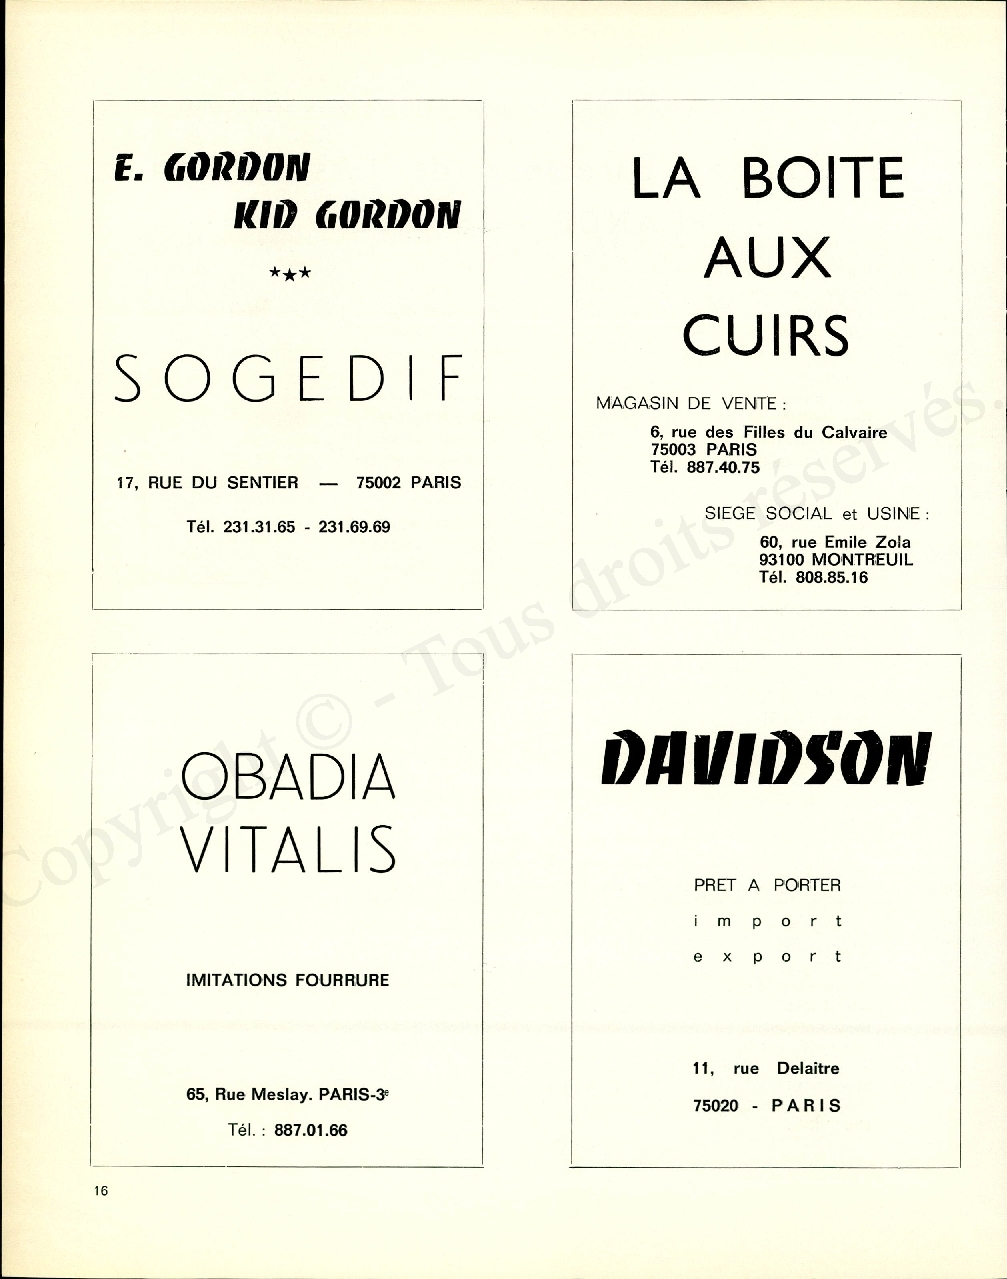 E. GORDON
KID GORDON
★★★
SOGEDIF
17, RUE DU SENTIER — 75002 PARIS
Tél. 231.31.65 - 231.69.69
LA BOITE
AUX
CUIRS
MAGASIN DE VENTE :
6, rue des Filles du Calvaire
75003 PARIS
Tél. 887.40.75
SIEGE SOCIAL et USINE :
60, rue Emile Zola
93100 MONTREUIL
Tél. 808.85.16
OBADIA
VITALIS
IMITATIONS FOURRURE
65, Rue Meslay. PARIS-3e
Tél. : 887.01.66
DAVIDSON
PRET A PORTER
import
export
11, rue Delaitre
75020 - PARIS
16
Copyright © - Tous droits réservés.